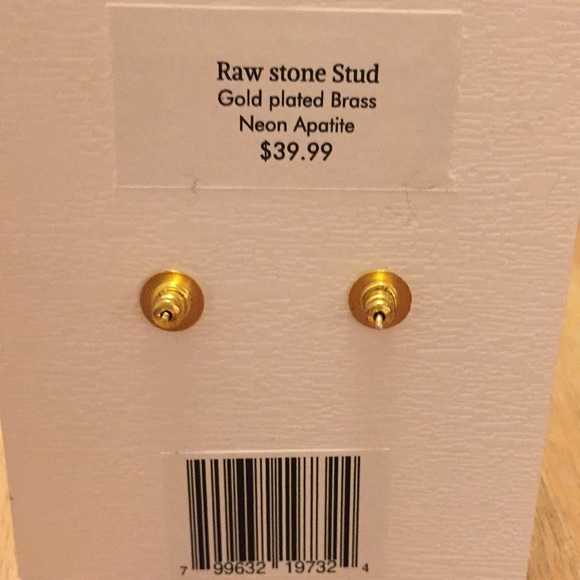 Raw stone Stud
Gold plated Brass
Neon Apatite
$39.99
7 99632 19732 4